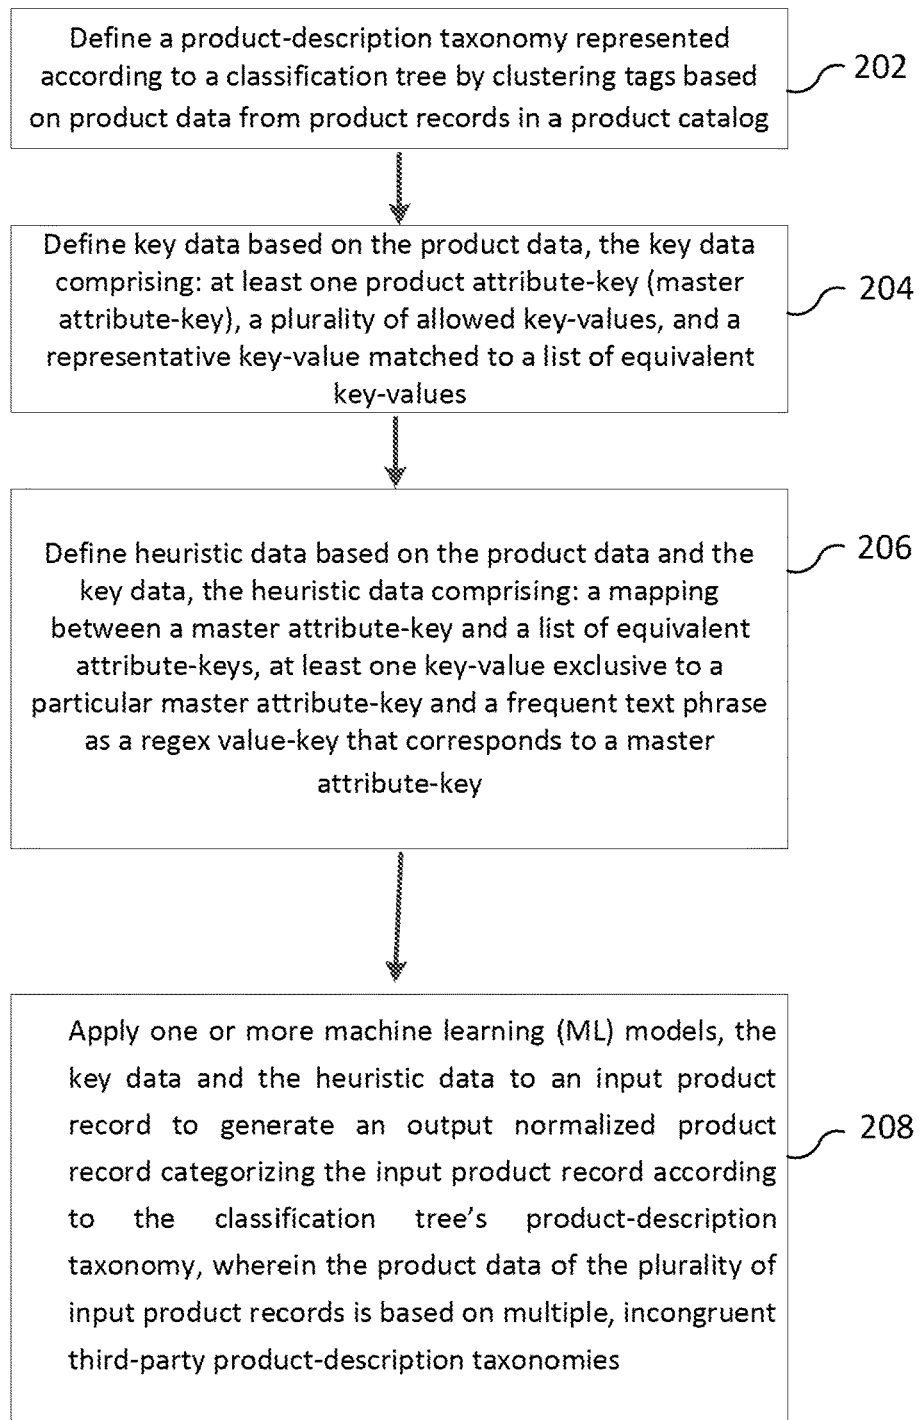 Define a product-description taxonomy represented
according to a classification tree by clustering tags based
on product data from product records in a product catalog
202
Define key data based on the product data, the key data
comprising: at least one product attribute-key (master
attribute-key), a plurality of allowed key-values, and a
representative key-value matched to a list of equivalent
key-values
204
Define heuristic data based on the product data and the
key data, the heuristic data comprising: a mapping
between a master attribute-key and a list of equivalent
attribute-keys, at least one key-value exclusive to a
particular master attribute-key and a frequent text phrase
as a regex value-key that corresponds to a master
attribute-key
206
Apply one or more machine learning (ML) models, the
key data and the heuristic data to an input product
record to generate an output normalized product
record categorizing the input product record according
to the classification tree's product-description
taxonomy, wherein the product data of the plurality of
input product records is based on multiple, incongruent
third-party product-description taxonomies
208